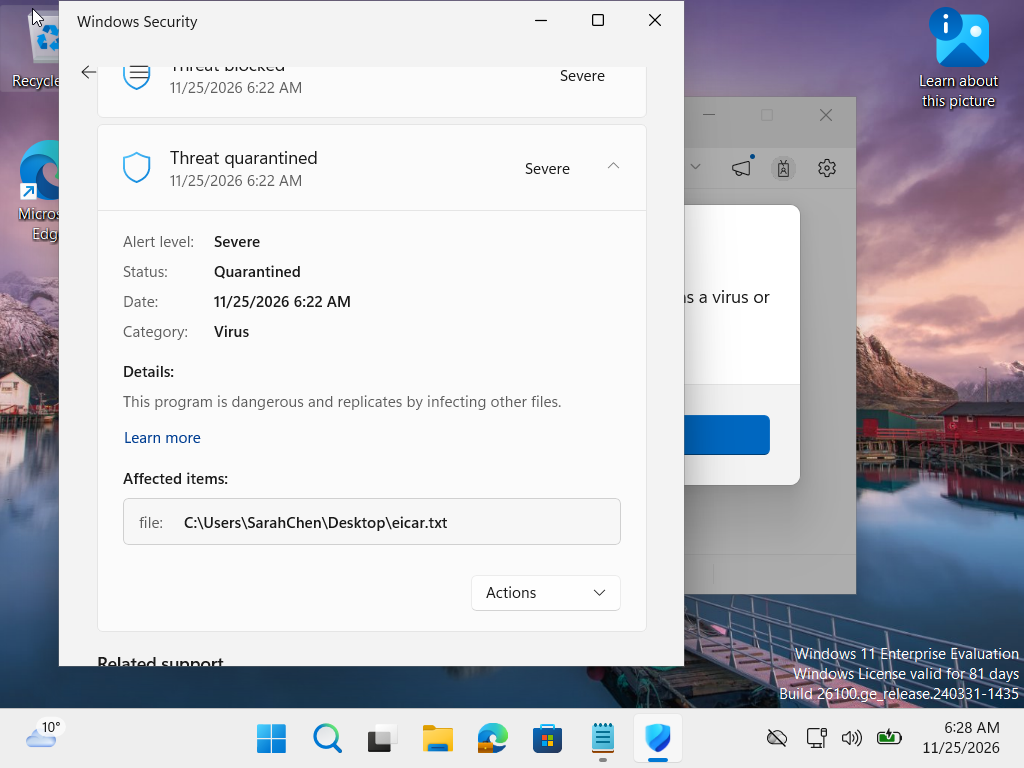 Windows Security
Threat blocked
11/25/2026 6:22 AM
Severe
Threat quarantined
11/25/2026 6:22 AM
Severe
Alert level: Severe
Status: Quarantined
Date: 11/25/2026 6:22 AM
Category: Virus
Details:
This program is dangerous and replicates by infecting other files.
Learn more
Affected items:
file: C:\Users\SarahChen\Desktop\eicar.txt
Actions
Related support
Recycle
Micros
Edg
a virus or
Learn about
this picture
Windows 11 Enterprise Evaluation
Windows License valid for 81 days
Build 26100.ge_release.240331-1435
10°
6:28 AM
11/25/2026